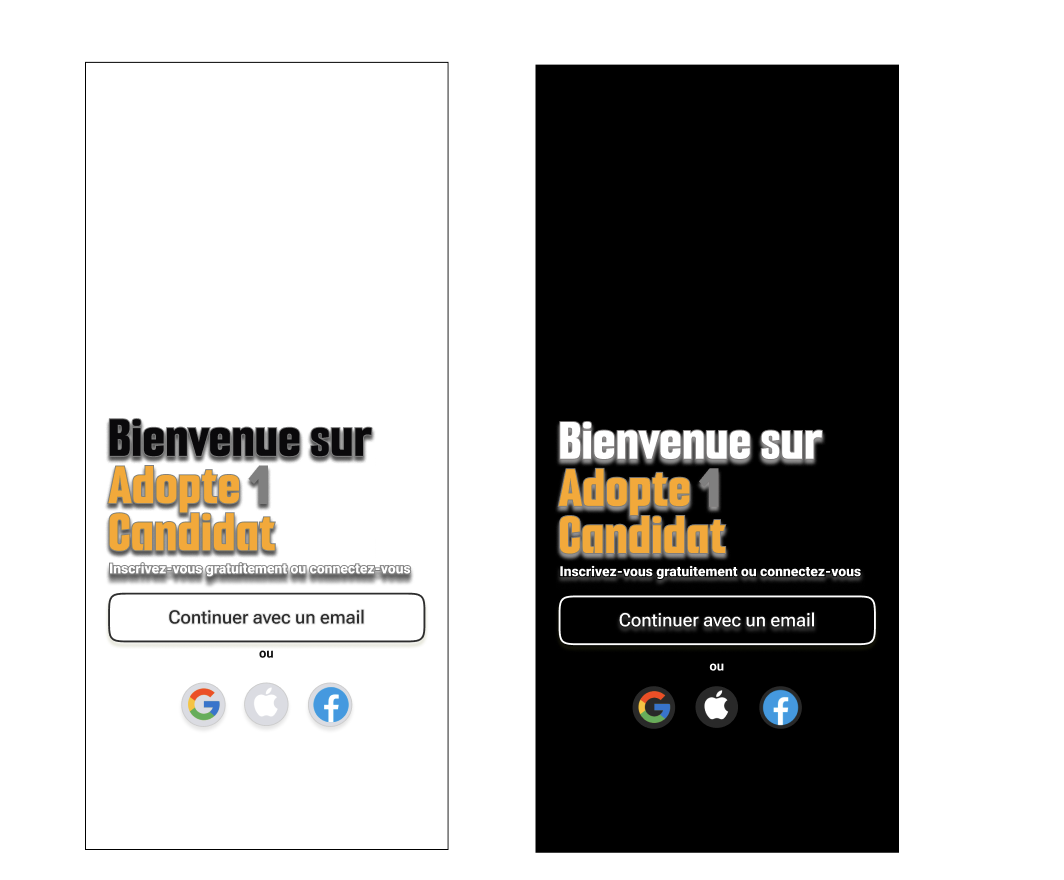 Bienvenue sur
Adopte 1
Candidat
Inscrivez-vous gratuitement ou connectez-vous
Continuer avec un email
ou
Bienvenue sur
Adopte 1
Candidat
Inscrivez-vous gratuitement ou connectez-vous
Continuer avec un email
ou